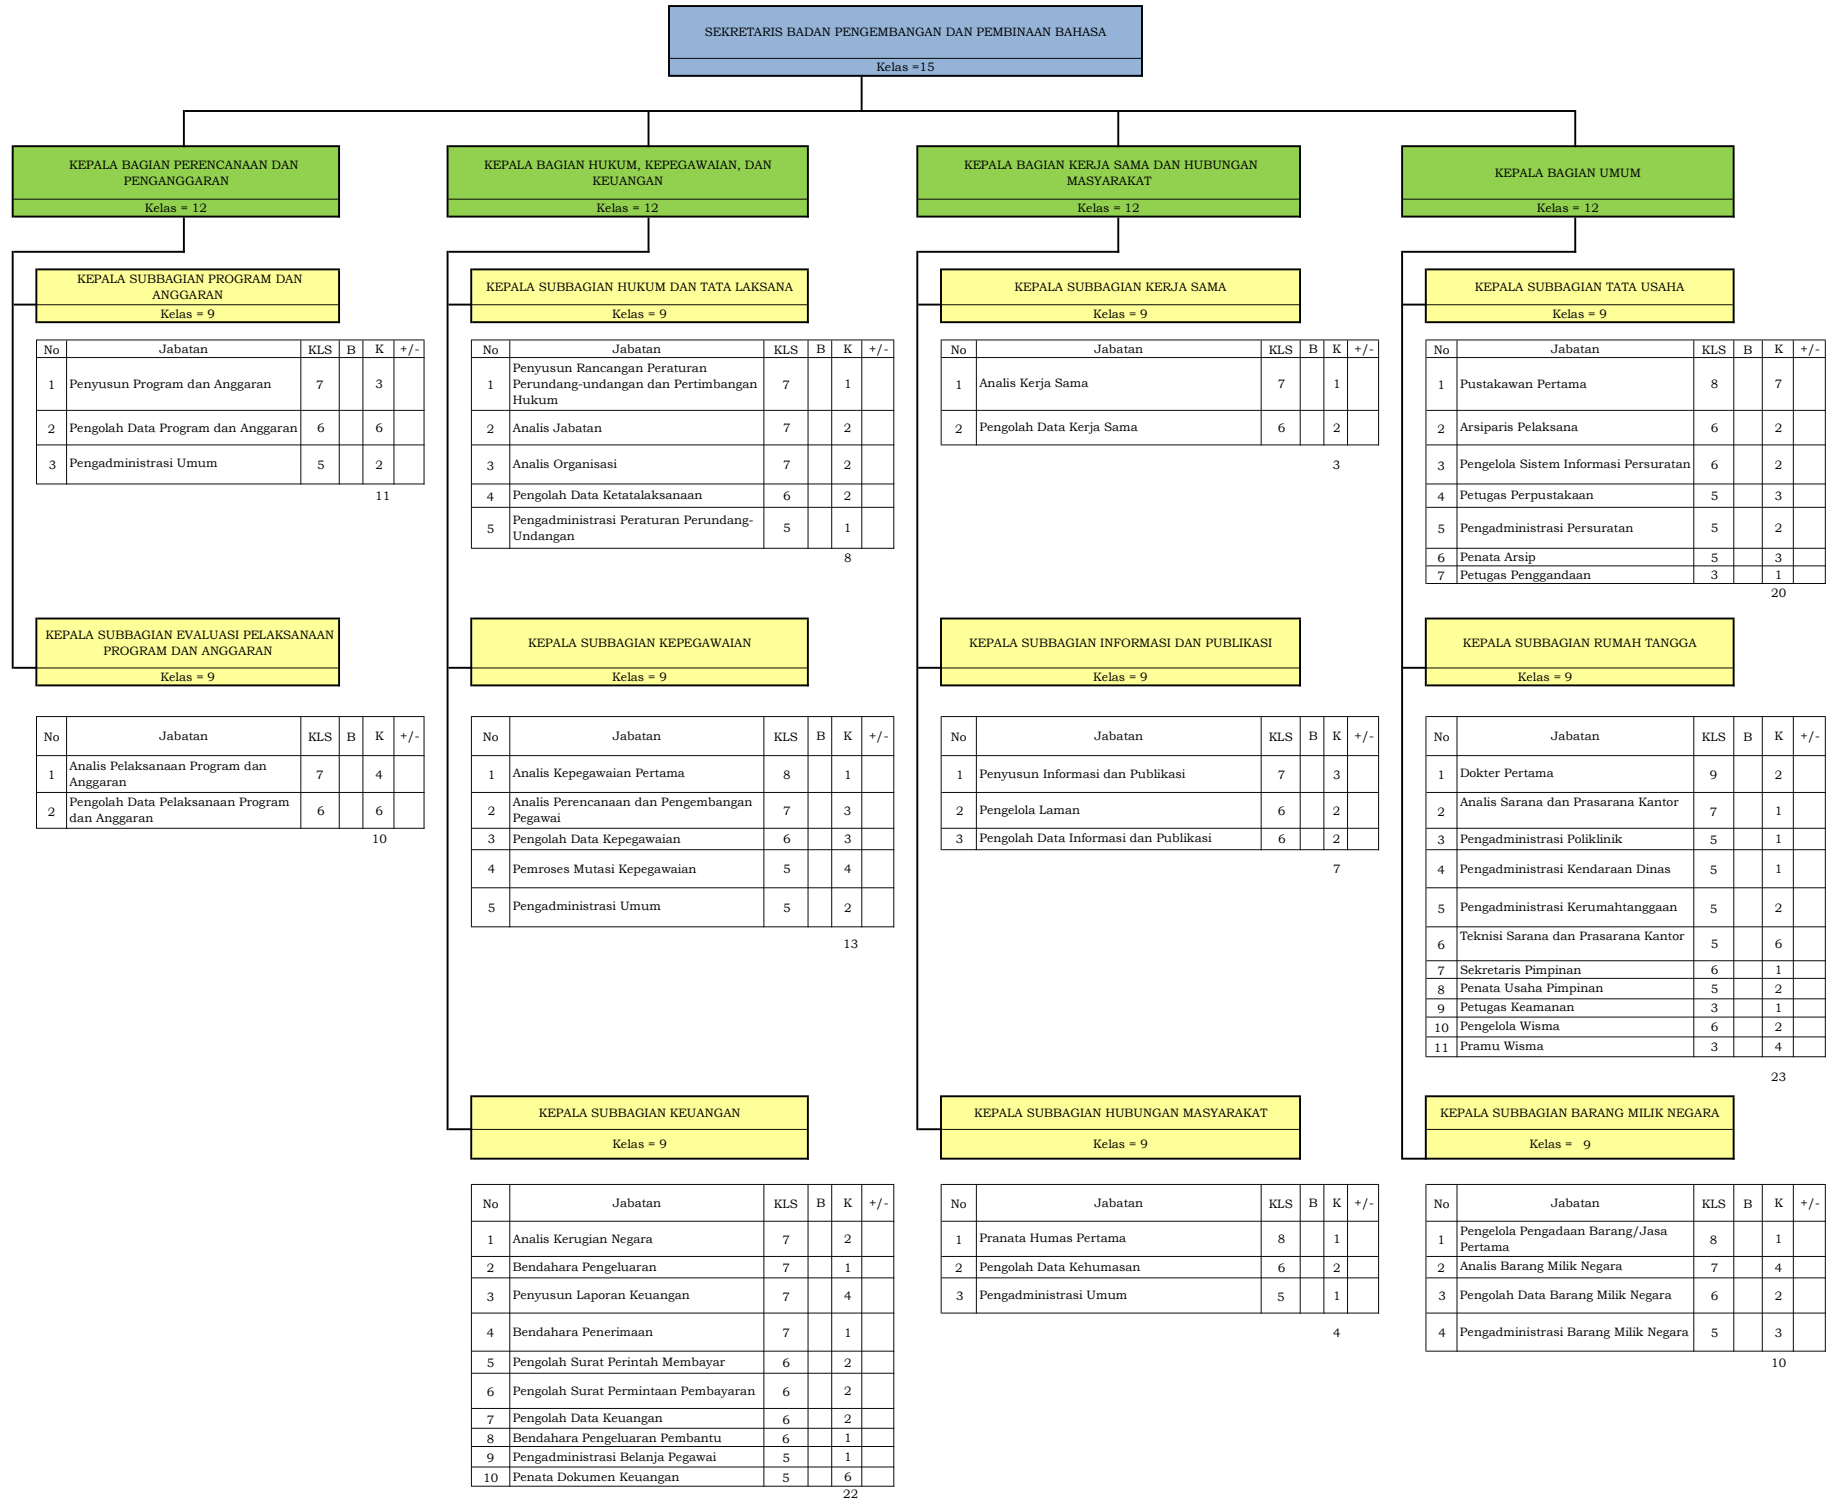 SEKRETARIS BADAN PENGEMBANGAN DAN PEMBINAAN BAHASA
Kelas =15
KEPALA BAGIAN PERENCANAAN DAN
PENGANGGARAN
Kelas = 12
KEPALA SUBBAGIAN PROGRAM DAN
ANGGARAN
Kelas = 9
No Jabatan KLS B K +/-
1 Penyusun Program dan Anggaran 7 3
2 Pengolah Data Program dan Anggaran 6 6
3 Pengadministrasi Umum 5 2
11
KEPALA SUBBAGIAN EVALUASI PELAKSANAAN
PROGRAM DAN ANGGARAN
Kelas = 9
No Jabatan KLS B K +/-
1 Analis Pelaksanaan Program dan
Anggaran 7 4
2 Pengolah Data Pelaksanaan Program
dan Anggaran 6 6
10
KEPALA BAGIAN HUKUM, KEPEGAWAIAN, DAN
KEUANGAN
Kelas = 12
KEPALA SUBBAGIAN HUKUM DAN TATA LAKSANA
Kelas = 9
No Jabatan KLS B K +/-
Penyusun Rancangan Peraturan
1 Perundang-undangan dan Pertimbangan 7 1
Hukum
2 Analis Jabatan 7 2
3 Analis Organisasi 7 2
4 Pengolah Data Ketatalaksanaan 6 2
5 Pengadministrasi Peraturan Perundang-
Undangan 5 1
8
KEPALA SUBBAGIAN KEPEGAWAIAN
Kelas = 9
No Jabatan KLS B K +/-
1 Analis Kepegawaian Pertama 8 1
2 Analis Perencanaan dan Pengembangan
Pegawai 7 3
3 Pengolah Data Kepegawaian 6 3
4 Pemroses Mutasi Kepegawaian 5 4
5 Pengadministrasi Umum 5 2
13
KEPALA SUBBAGIAN KEUANGAN
Kelas = 9
No Jabatan KLS B K +/-
1 Analis Kerugian Negara 7 2
2 Bendahara Pengeluaran 7 1
3 Penyusun Laporan Keuangan 7 4
4 Bendahara Penerimaan 7 1
5 Pengolah Surat Perintah Membayar 6 2
6 Pengolah Surat Permintaan Pembayaran 6 2
7 Pengolah Data Keuangan 6 2
8 Bendahara Pengeluaran Pembantu 6 1
9 Pengadministrasi Belanja Pegawai 5 1
10 Penata Dokumen Keuangan 5 6
22
KEPALA BAGIAN KERJA SAMA DAN HUBUNGAN
MASYARAKAT
Kelas = 12
KEPALA SUBBAGIAN KERJA SAMA
Kelas = 9
No Jabatan KLS B K +/-
1 Analis Kerja Sama 7 1
2 Pengolah Data Kerja Sama 6 2
3
KEPALA SUBBAGIAN INFORMASI DAN PUBLIKASI
Kelas = 9
No Jabatan KLS B K +/-
1 Penyusun Informasi dan Publikasi 7 3
2 Pengelola Laman 6 2
3 Pengolah Data Informasi dan Publikasi 6 2
7
KEPALA SUBBAGIAN HUBUNGAN MASYARAKAT
Kelas = 9
No Jabatan KLS B K +/-
1 Pranata Humas Pertama 8 1
2 Pengolah Data Kehumasan 6 2
3 Pengadministrasi Umum 5 1
4
KEPALA BAGIAN UMUM
Kelas = 12
KEPALA SUBBAGIAN TATA USAHA
Kelas = 9
No Jabatan KLS B K +/-
1 Pustakawan Pertama 8 7
2 Arsiparis Pelaksana 6 2
3 Pengelola Sistem Informasi Persuratan 6 2
4 Petugas Perpustakaan 5 3
5 Pengadministrasi Persuratan 5 2
6 Penata Arsip 5 3
7 Petugas Penggandaan 3 1
20
KEPALA SUBBAGIAN RUMAH TANGGA
Kelas = 9
No Jabatan KLS B K +/-
1 Dokter Pertama 9 2
2 Analis Sarana dan Prasarana Kantor 7 1
3 Pengadministrasi Poliklinik 5 1
4 Pengadministrasi Kendaraan Dinas 5 1
5 Pengadministrasi Kerumahtanggaan 5 2
6 Teknisi Sarana dan Prasarana Kantor 5 6
7 Sekretaris Pimpinan 6 1
8 Penata Usaha Pimpinan 5 2
9 Petugas Keamanan 3 1
10 Pengelola Wisma 6 2
11 Pramu Wisma 3 4
23
KEPALA SUBBAGIAN BARANG MILIK NEGARA
Kelas = 9
No Jabatan KLS B K +/-
1 Pengelola Pengadaan Barang/Jasa
Pertama 8 1
2 Analis Barang Milik Negara 7 4
3 Pengolah Data Barang Milik Negara 6 2
4 Pengadministrasi Barang Milik Negara 5 3
10